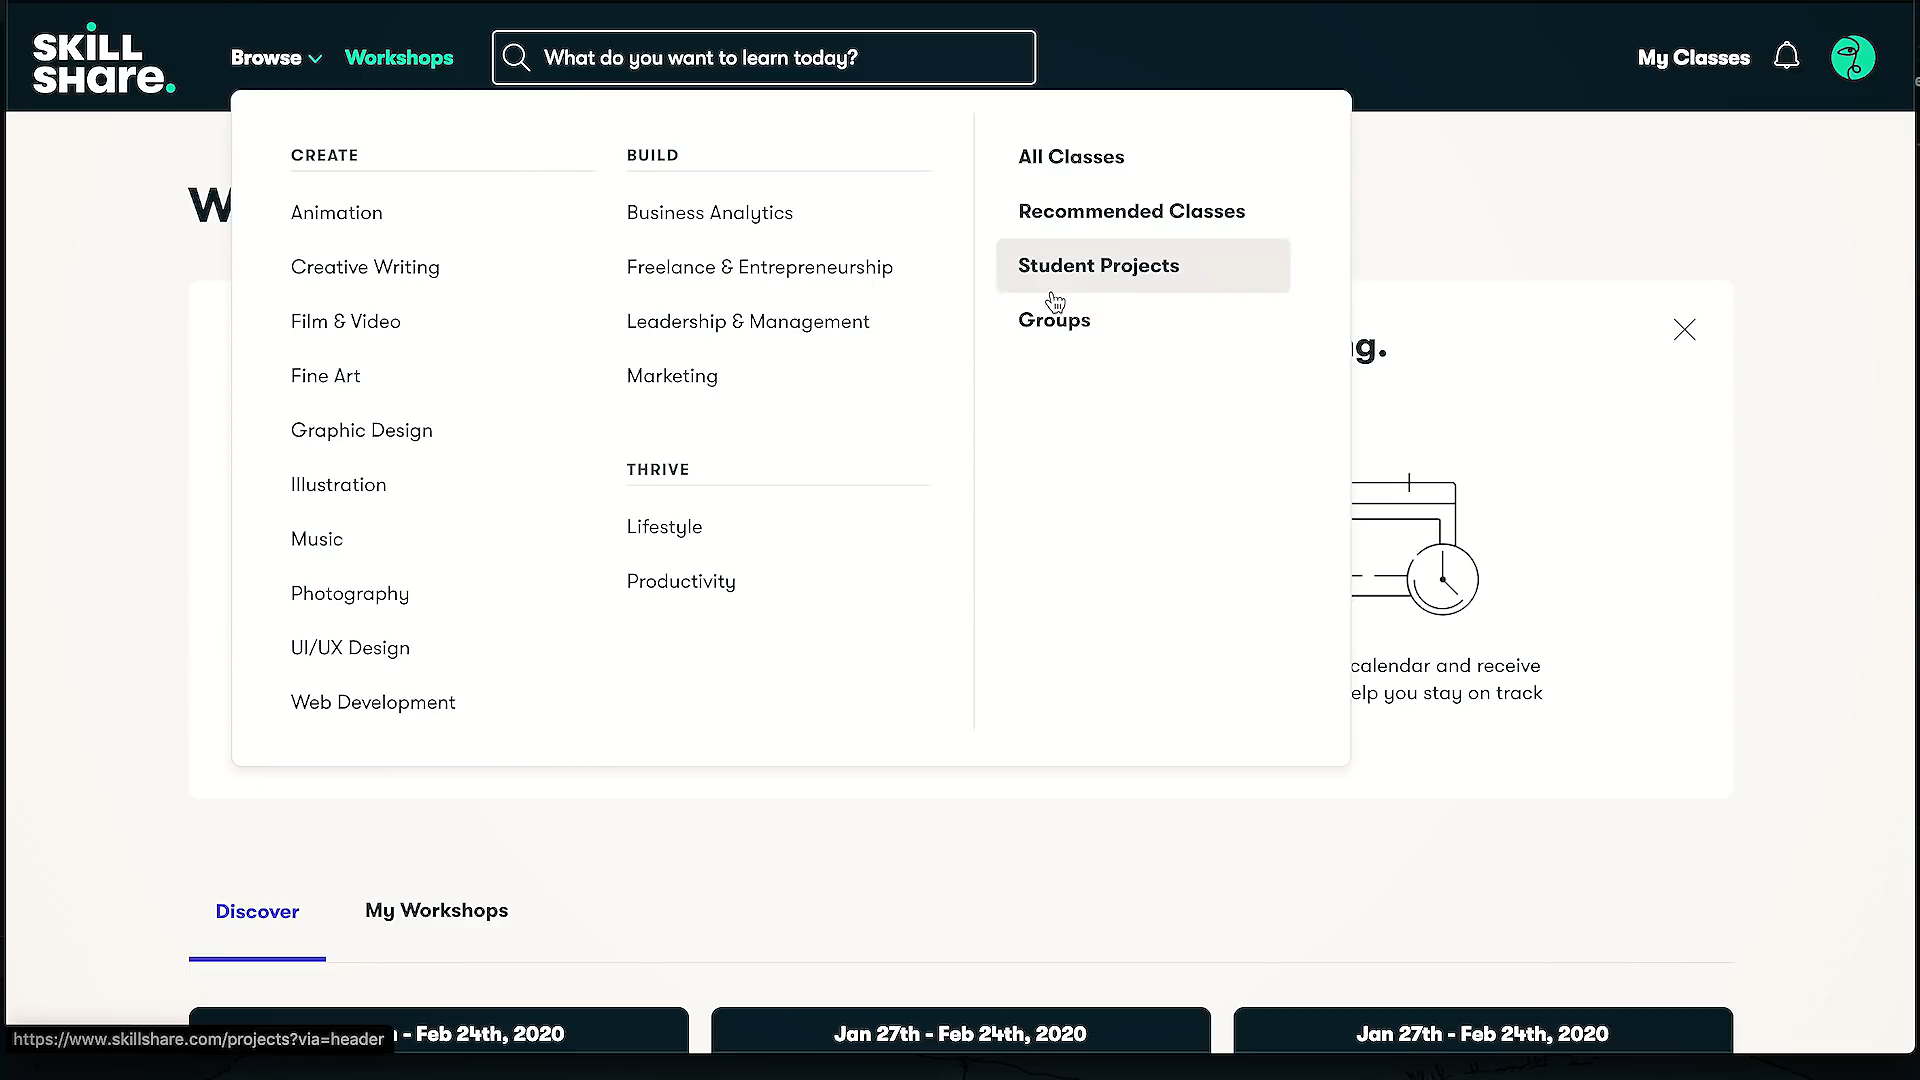 SKILL
SHARE.
Browse
Workshops
What do you want to learn today?
My Classes
W
CREATE
Animation
Creative Writing
Film & Video
Fine Art
Graphic Design
Illustration
Music
Photography
UI/UX Design
Web Development
BUILD
Business Analytics
Freelance & Entrepreneurship
Leadership & Management
Marketing
THRIVE
Lifestyle
Productivity
All Classes
Recommended Classes
Student Projects
Groups
g.
calendar and receive
elp you stay on track
Discover
My Workshops
- Feb 24th, 2020
Jan 27th - Feb 24th, 2020
Jan 27th - Feb 24th, 2020
https://www.skillshare.com/projects?via=header